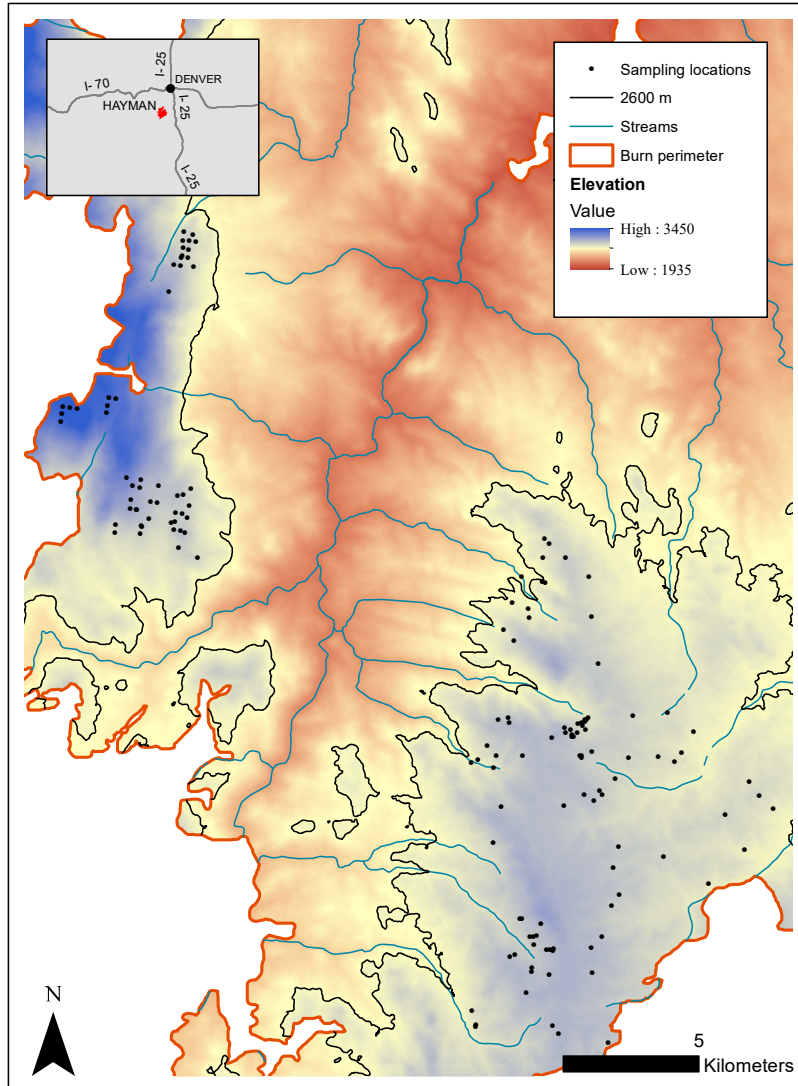 I- 25
I- 70
DENVER
HAYMAN
I- 25
I- 25
Sampling locations
2600 m
Streams
Burn perimeter
Elevation
Value
High : 3450
Low : 1935
N
5
Kilometers